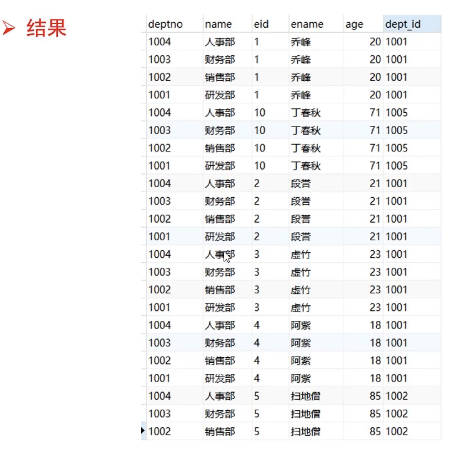 ➢ 结果
deptno name eid ename age dept_id
1004 人事部 1 乔峰 20 1001
1003 财务部 1 乔峰 20 1001
1002 销售部 1 乔峰 20 1001
1001 研发部 1 乔峰 20 1001
1004 人事部 10 丁春秋 71 1005
1003 财务部 10 丁春秋 71 1005
1002 销售部 10 丁春秋 71 1005
1001 研发部 10 丁春秋 71 1005
1004 人事部 2 段誉 21 1001
1003 财务部 2 段誉 21 1001
1002 销售部 2 段誉 21 1001
1001 研发部 2 段誉 21 1001
1004 人事部 3 虚竹 23 1001
1003 财务部 3 虚竹 23 1001
1002 销售部 3 虚竹 23 1001
1001 研发部 3 虚竹 23 1001
1004 人事部 4 阿紫 18 1001
1003 财务部 4 阿紫 18 1001
1002 销售部 4 阿紫 18 1001
1001 研发部 4 阿紫 18 1001
1004 人事部 5 扫地僧 85 1002
1003 财务部 5 扫地僧 85 1002
1002 销售部 5 扫地僧 85 1002